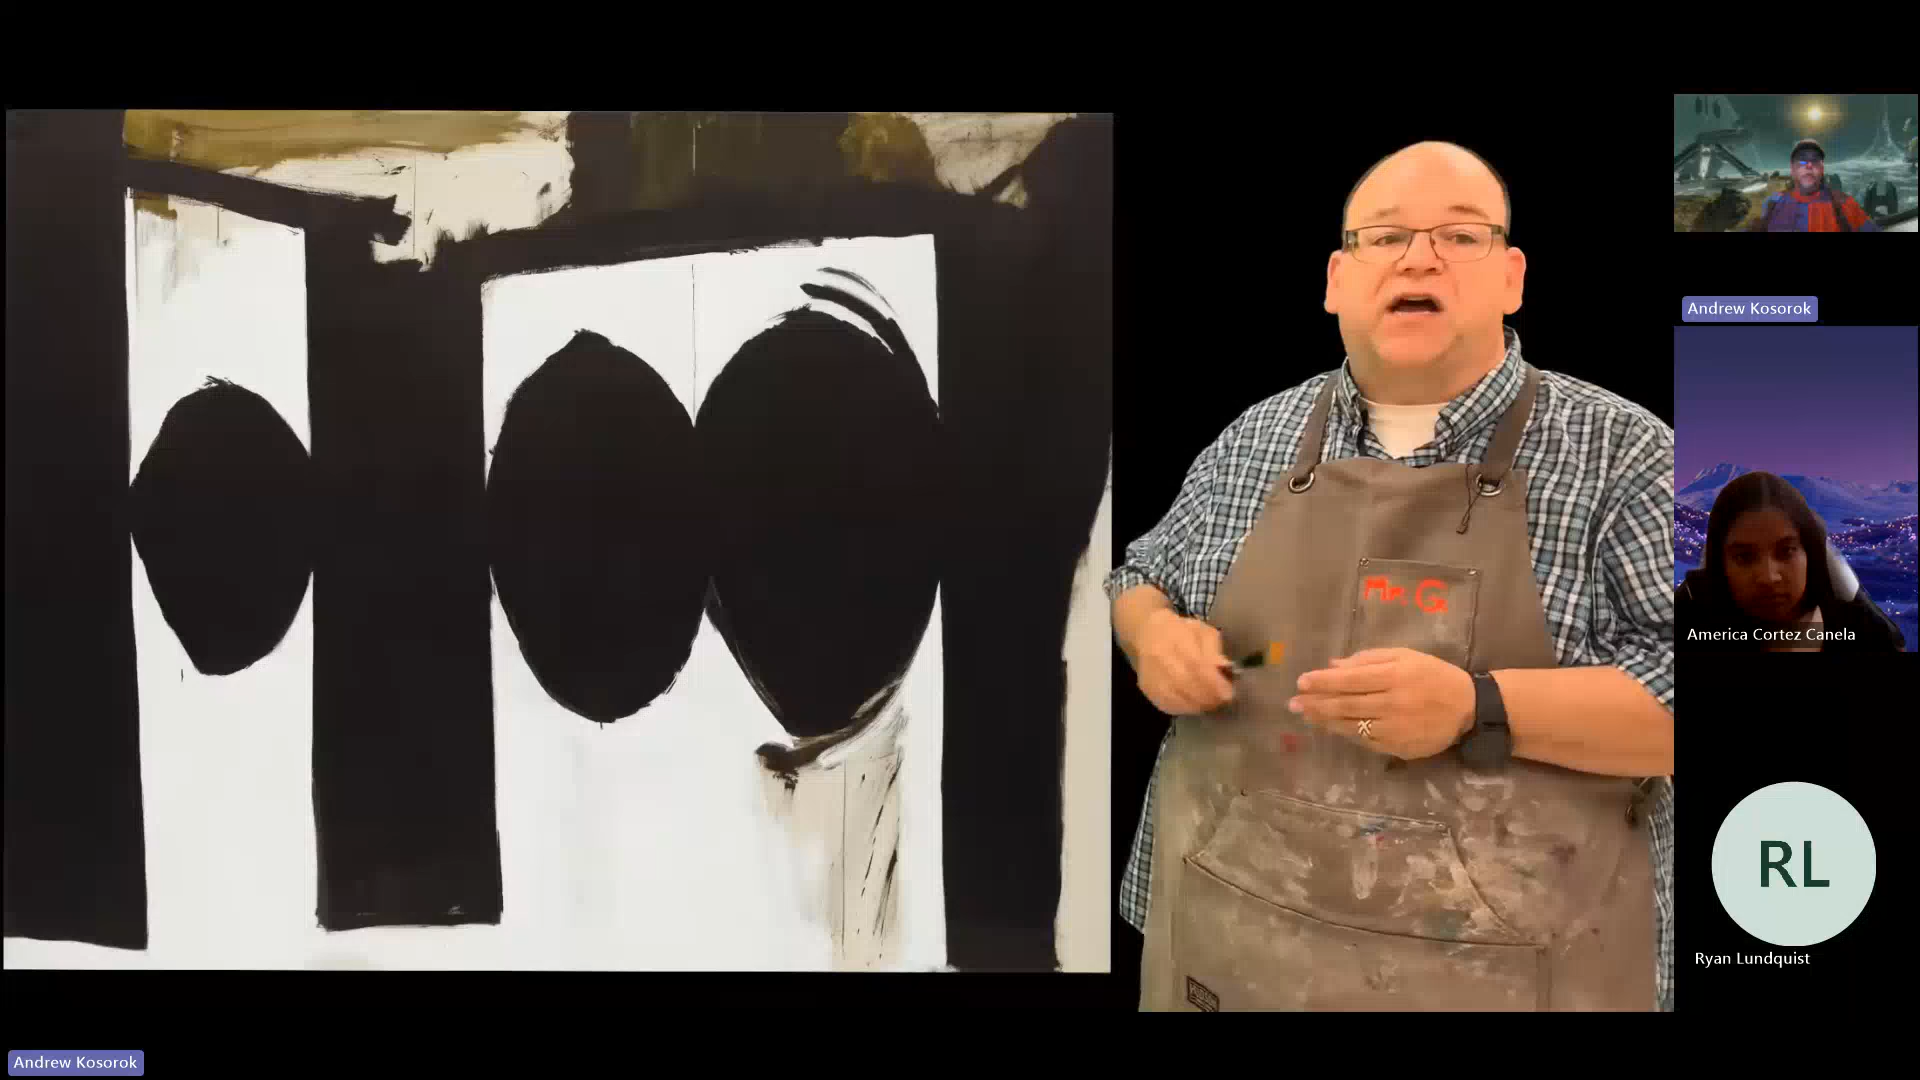 Andrew Kosorok
Mr. G
America Cortez Canela
RL
Ryan Lundquist
Andrew Kosorok